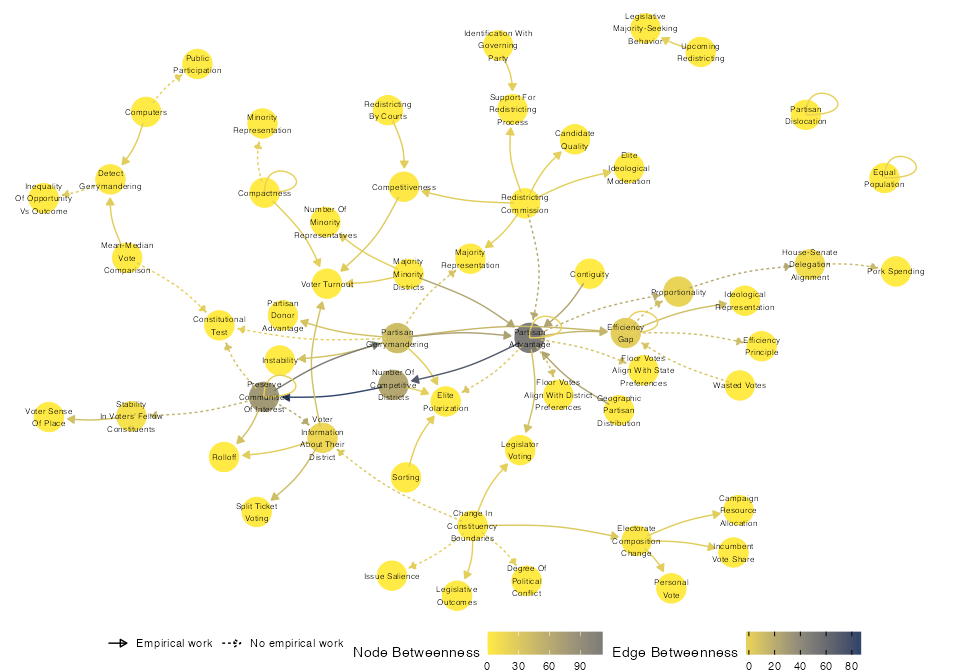 Legislative
Majority-Seeking
Behavior
Upcoming
Redistricting
Identification With
Governing
Party
Public
Participation
Computers
Support For
Redistricting
Process
Partisan
Dislocation
Redistricting
By Courts
Minority
Representation
Candidate
Quality
Elite
Ideological
Moderation
Equal
Population
Detect
Gerrymandering
Inequality
Of Opportunity
Vs Outcome
Compactness
Competitiveness
Redistricting
Commission
Number Of
Minority
Representatives
Mean-Median
Vote
Comparison
Majority
Representation
Majority
Minority
Districts
Voter Turnout
Contiguity
House-Senate
Delegation
Alignment
Pork Spending
Proportionality
Ideological
Representation
Partisan
Donor
Advantage
Constitutional
Test
Partisan
Gerrymandering
Partisan
Advantage
Efficiency
Gap
Efficiency
Principle
Instability
Floor Votes
Align With State
Preferences
Wasted Votes
Number Of
Competitive
Districts
Preserve
Communities
Of Interest
Elite
Polarization
Floor Votes
Align With District
Preferences
Geographic
Partisan
Distribution
Voter Sense
Of Place
Stability
In Voters' Fellow
Constituents
Voter
Information
About Their
District
Rolloff
Legislator
Voting
Sorting
Split Ticket
Voting
Change In
Constituency
Boundaries
Campaign
Resource
Allocation
Electorate
Composition
Change
Incumbent
Vote Share
Personal
Vote
Issue Salience
Legislative
Outcomes
Degree Of
Political
Conflict
Empirical work
No empirical work
Node Betweenness
0 30 60 90
Edge Betweenness
0 20 40 60 80